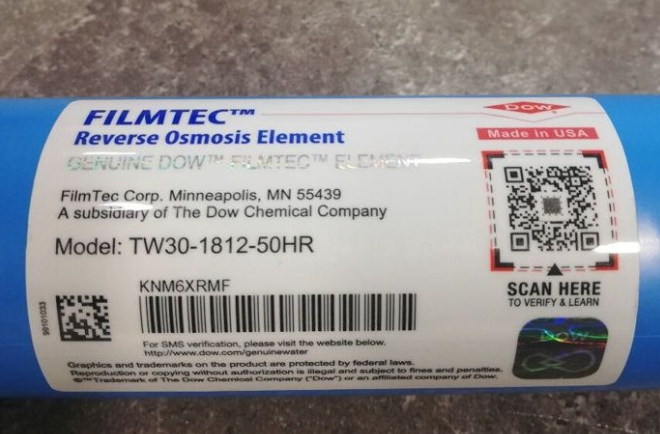 FILMTEC™
Reverse Osmosis Element
GENUINE DOW™ FILMTEC™ ELEMENT
FilmTec Corp. Minneapolis, MN 55439
A subsidiary of The Dow Chemical Company
Model: TW30-1812-50HR
KNM6XRMF
99101033
For SMS verification, please visit the website below.
http://www.dow.com/genuinewater
Graphics and trademarks on the product are protected by federal laws.
Reproduction or copying without authorization is illegal and subject to fines and penalties.
®™Trademark of The Dow Chemical Company ("Dow") or an affiliated company of Dow.
Dow
Made in USA
SCAN HERE
TO VERIFY & LEARN
DOW